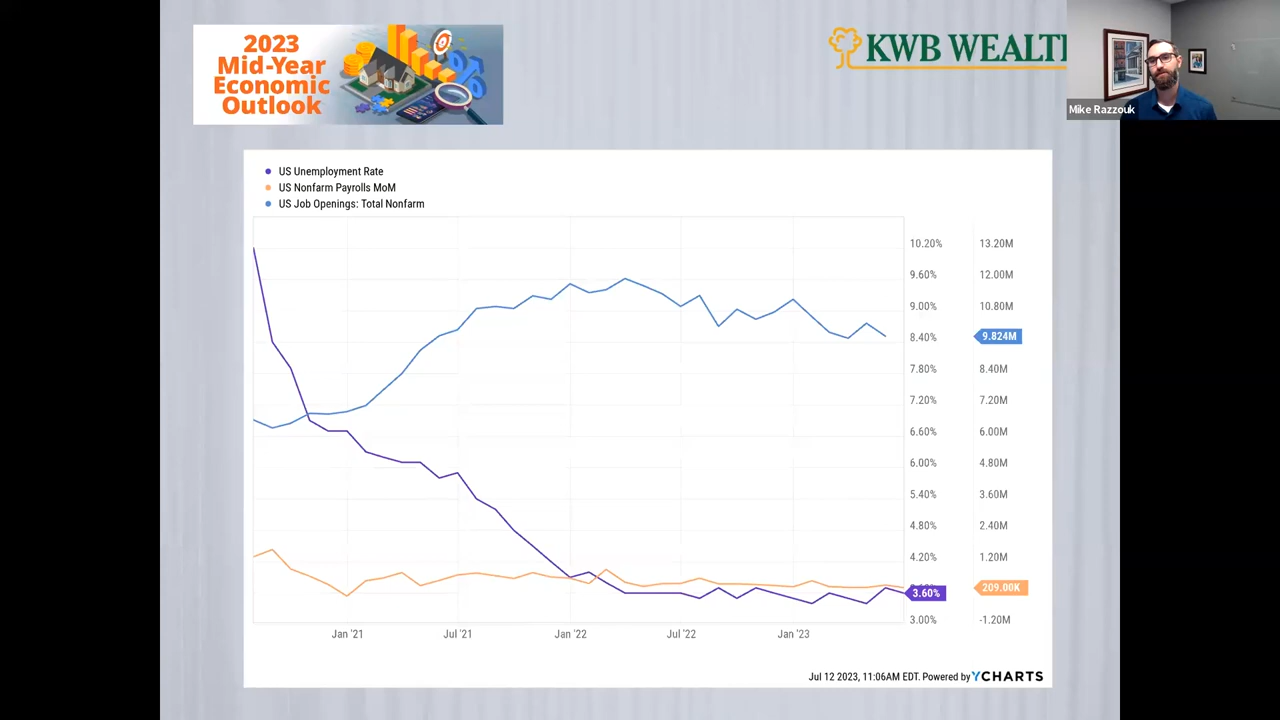 2023
Mid-Year
Economic
Outlook
KWB WEALT
Mike Razzouk
US Unemployment Rate
US Nonfarm Payrolls MoM
US Job Openings: Total Nonfarm
10.20% 13.20M
9.60% 12.00M
9.00% 10.80M
8.40% 9.824M
7.80% 8.40M
7.20% 7.20M
6.60% 6.00M
6.00% 4.80M
5.40% 3.60M
4.80% 2.40M
4.20% 1.20M
209.00K
3.60%
3.00% -1.20M
Jan '21 Jul '21 Jan '22 Jul '22 Jan '23
Jul 12 2023, 11:06AM EDT. Powered by YCHARTS